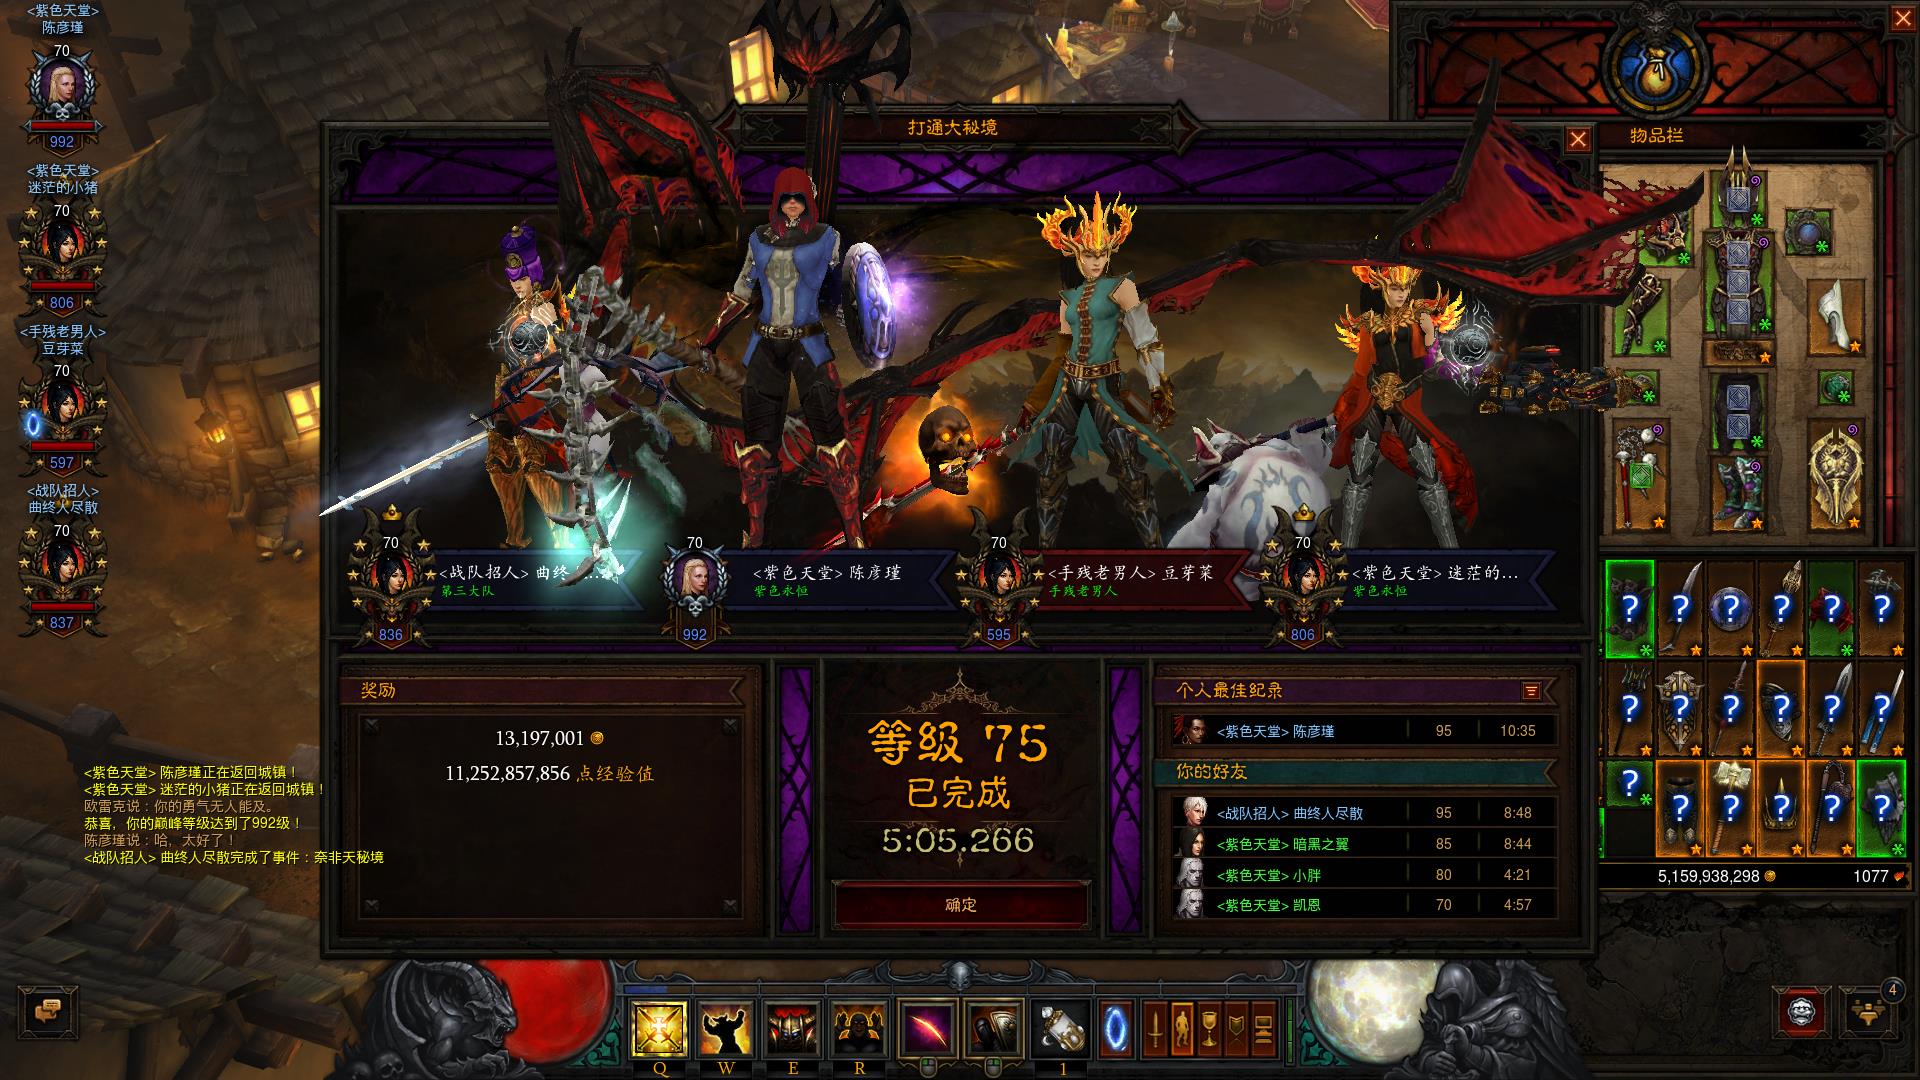 <紫色天堂>
陈彦瑾
70
992
<紫色天堂>
迷茫的小猪
70
806
<手残老男人>
豆芽菜
70
597
<战队招人>
曲终人尽散
70
837
打通大秘境
物品栏
70
<战队招人> 曲终
第三大队
836
70
<紫色天堂> 陈彦瑾
紫色永恒
992
70
<手残老男人> 豆芽菜
手残老男人
595
70
<紫色天堂> 迷茫的...
紫色永恒
806
奖励
13,197,001
11,252,857,856 点经验值
等级 75
已完成
5:05.266
确定
个人最佳纪录
<紫色天堂> 陈彦瑾 95 10:35
你的好友
<战队招人> 曲终人尽散 95 8:48
<紫色天堂> 暗黑之翼 85 8:44
<紫色天堂> 小胖 80 4:21
<紫色天堂> 凯恩 70 4:57
<紫色天堂> 陈彦瑾正在返回城镇！
<紫色天堂> 迷茫的小猪正在返回城镇！
欧雷克说：你的勇气无人能及。
恭喜，你的巅峰等级达到了992级！
陈彦瑾说：哈，太好了！
<战队招人> 曲终人尽散完成了事件：奈非天秘境
? ? ? ? ? ?
? ? ? ? ? ?
? ? ? ? ? ?
5,159,938,298 1077
4
Q W E R 1